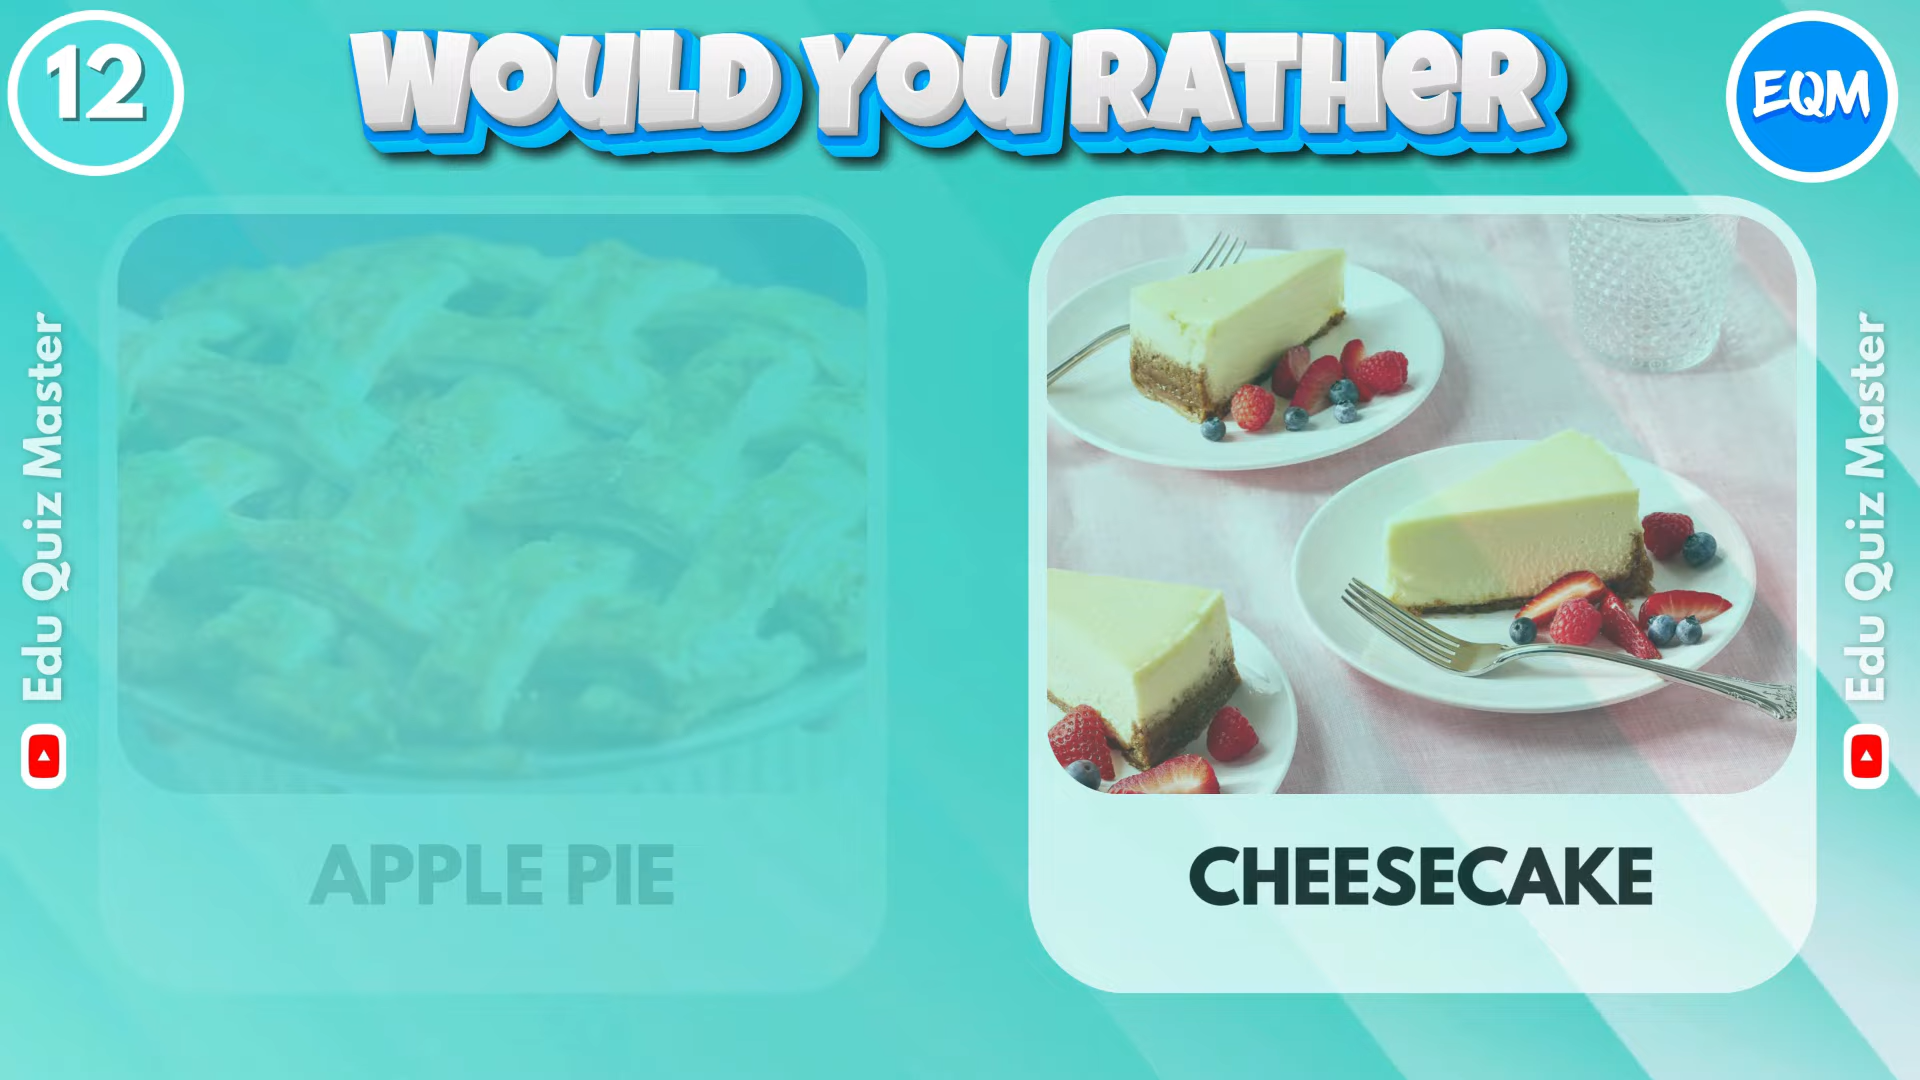 12
WOULD YOU RATHER
EQM
Edu Quiz Master
APPLE PIE
CHEESECAKE
Edu Quiz Master